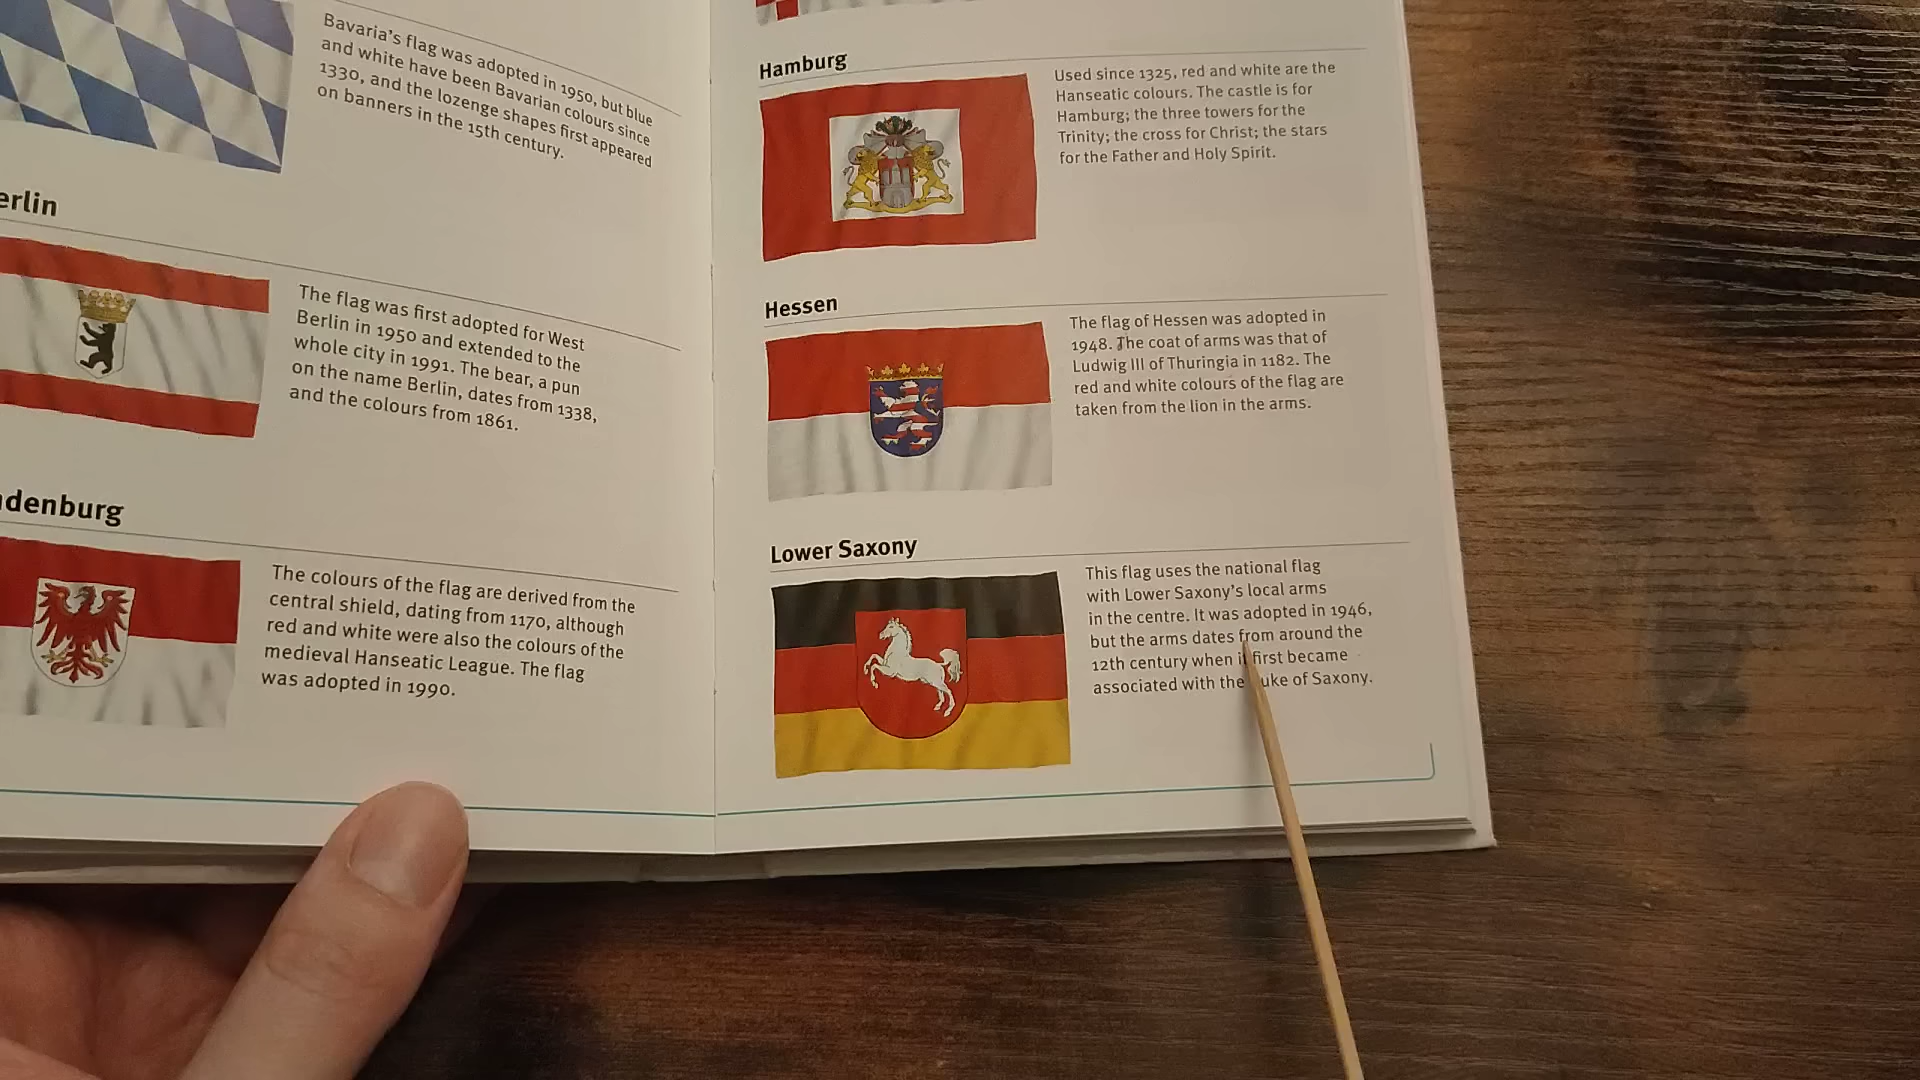 Bavaria's flag was adopted in 1950, but blue
and white have been Bavarian colours since
1330, and the lozenge shapes first appeared
on banners in the 15th century.
erlin
The flag was first adopted for West
Berlin in 1950 and extended to the
whole city in 1991. The bear, a pun
on the name Berlin, dates from 1338,
and the colours from 1861.
denburg
The colours of the flag are derived from the
central shield, dating from 1170, although
red and white were also the colours of the
medieval Hanseatic League. The flag
was adopted in 1990.
Hamburg
Used since 1325, red and white are the
Hanseatic colours. The castle is for
Hamburg; the three towers for the
Trinity; the cross for Christ; the stars
for the Father and Holy Spirit.
Hessen
The flag of Hessen was adopted in
1948. The coat of arms was that of
Ludwig III of Thuringia in 1182. The
red and white colours of the flag are
taken from the lion in the arms.
Lower Saxony
This flag uses the national flag
with Lower Saxony's local arms
in the centre. It was adopted in 1946,
but the arms dates from around the
12th century when it first became
associated with the Duke of Saxony.